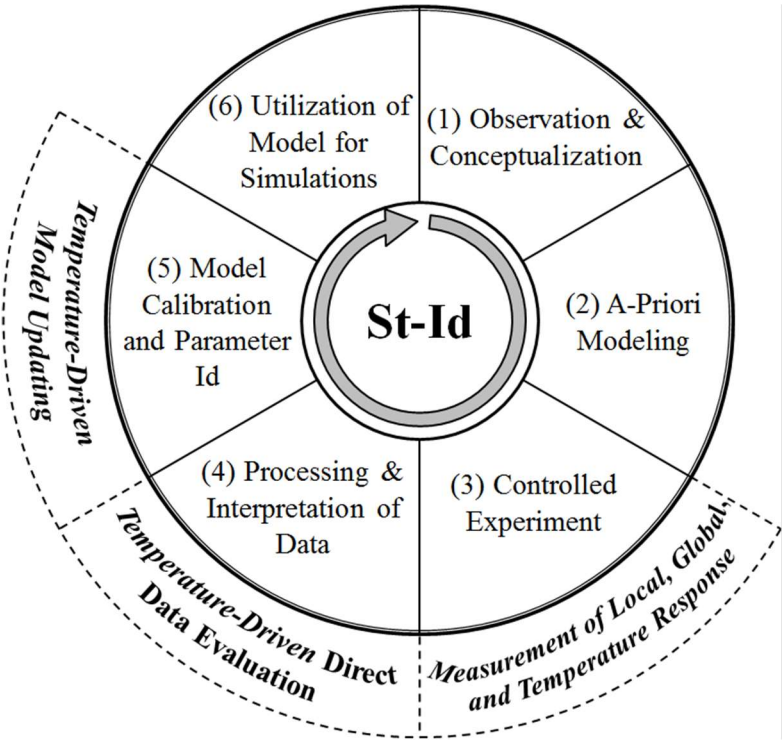 (1) Observation &
Conceptualization
(2) A-Priori
Modeling
(3) Controlled
Experiment
(4) Processing &
Interpretation of
Data
(5) Model
Calibration
and Parameter
Id
(6) Utilization of
Model for
Simulations
St-Id
Measurement of Local, Global,
and Temperature Response
Temperature-Driven Direct
Data Evaluation
Temperature-Driven
Model Updating